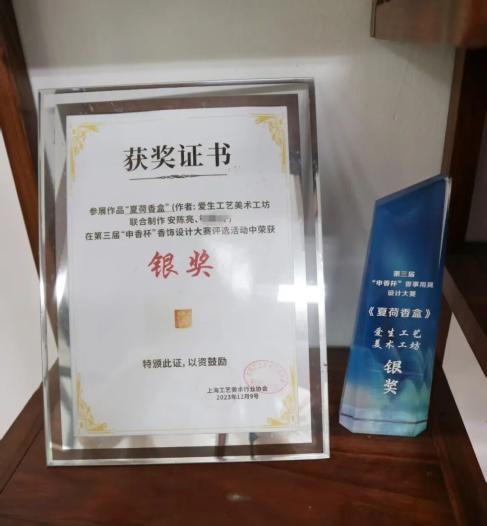 获奖证书
参展作品“夏荷香盒”(作者: 爱生工艺美术工坊
联合制作 安陈亮、
在第三届“申香杯”香饰设计大赛评选活动中荣获
银奖
特颁此证，以资鼓励
上海工艺美术行业协会
2023年12月9号
第三届
“申香杯”香事用具
设计大赛
《夏荷香盒》
爱生工艺
美术工坊
银奖